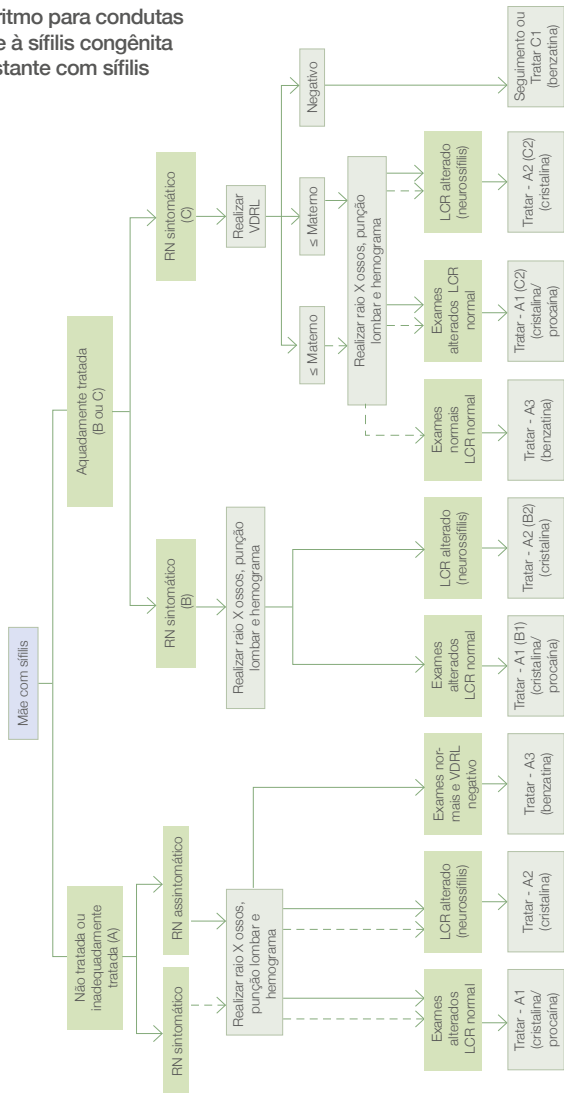 ritmo para condutas
e à sífilis congênita
stante com sífilis
Mãe com sífilis
Não tratada ou
inadequadamente
tratada (A)
Aquadamente tratada
(B ou C)
RN sintomático
RN assintomático
RN sintomático
(B)
RN sintomático
(C)
Realizar
VDRL
Realizar raio X ossos,
punção lombar e
hemograma
Realizar raio X ossos, punção
lombar e hemograma
≤ Materno
≤ Materno
Negativo
Realizar raio X ossos, punção
lombar e hemograma
Exames
alterados
LCR normal
LCR alterado
(neurossífilis)
Exames nor-
mais e VDRL
negativo
Exames
alterados
LCR normal
LCR alterado
(neurossífilis)
Exames
normais
LCR normal
Exames
alterados LCR
normal
LCR alterado
(neurossífilis)
Tratar - A1
(cristalina/
procaína)
Tratar - A2
(cristalina)
Tratar - A3
(benzatina)
Tratar - A1 (B1)
(cristalina/
procaína)
Tratar - A2 (B2)
(cristalina)
Tratar - A3
(benzatina)
Tratar - A1 (C2)
(cristalina/
procaína)
Tratar - A2 (C2)
(cristalina)
Seguimento ou
Tratar C1
(benzatina)